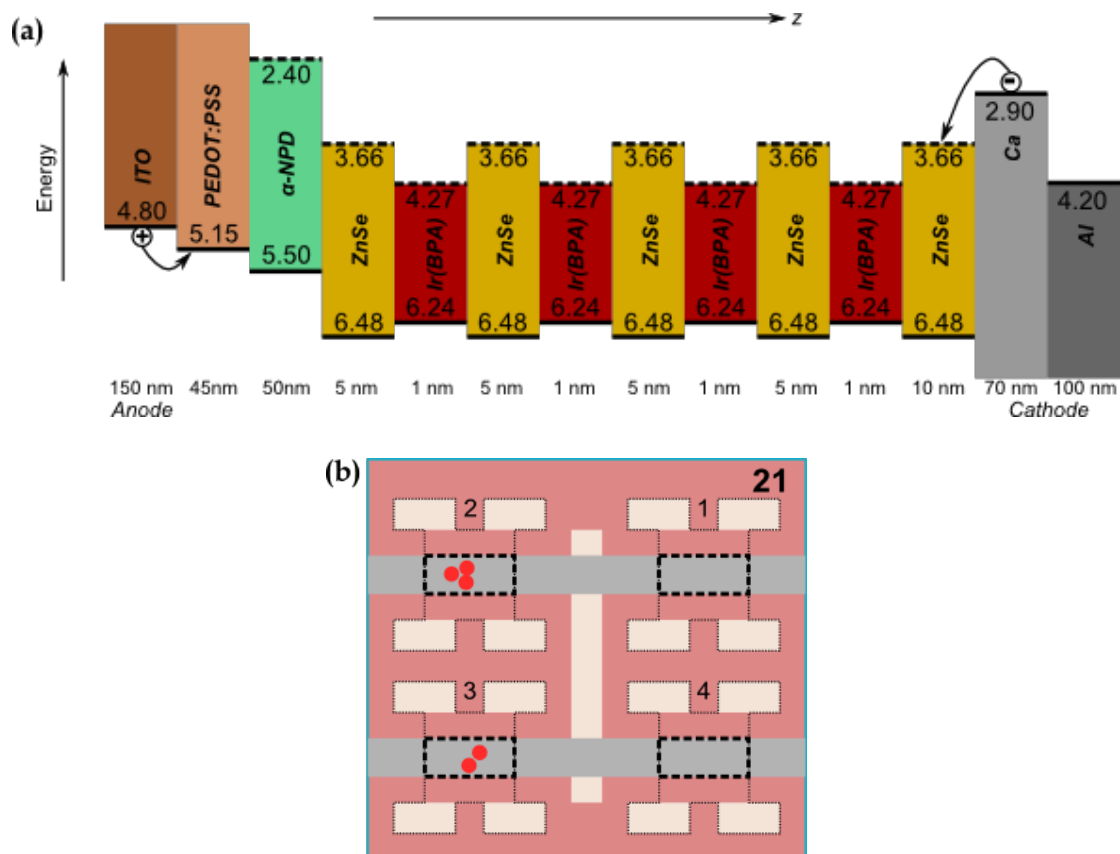 (a)
z
Energy
ITO
4.80
PEDOT:PSS
5.15
2.40
α-NPD
5.50
3.66
ZnSe
6.48
4.27
Ir(BPA)
6.24
3.66
ZnSe
6.48
4.27
Ir(BPA)
6.24
3.66
ZnSe
6.48
4.27
Ir(BPA)
6.24
3.66
ZnSe
6.48
4.27
Ir(BPA)
6.24
3.66
ZnSe
6.48
2.90
Ca
4.20
Al
150 nm 45nm 50nm 5 nm 1 nm 5 nm 1 nm 5 nm 1 nm 5 nm 1 nm 10 nm 70 nm 100 nm
Anode Cathode
(b)
21
2 1
3 4